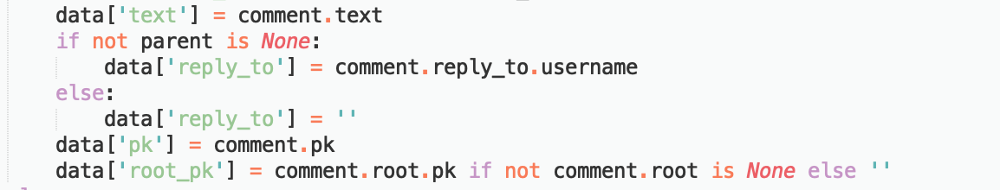 data['text'] = comment.text
if not parent is None:
    data['reply_to'] = comment.reply_to.username
else:
    data['reply_to'] = ''
data['pk'] = comment.pk
data['root_pk'] = comment.root.pk if not comment.root is None else ''